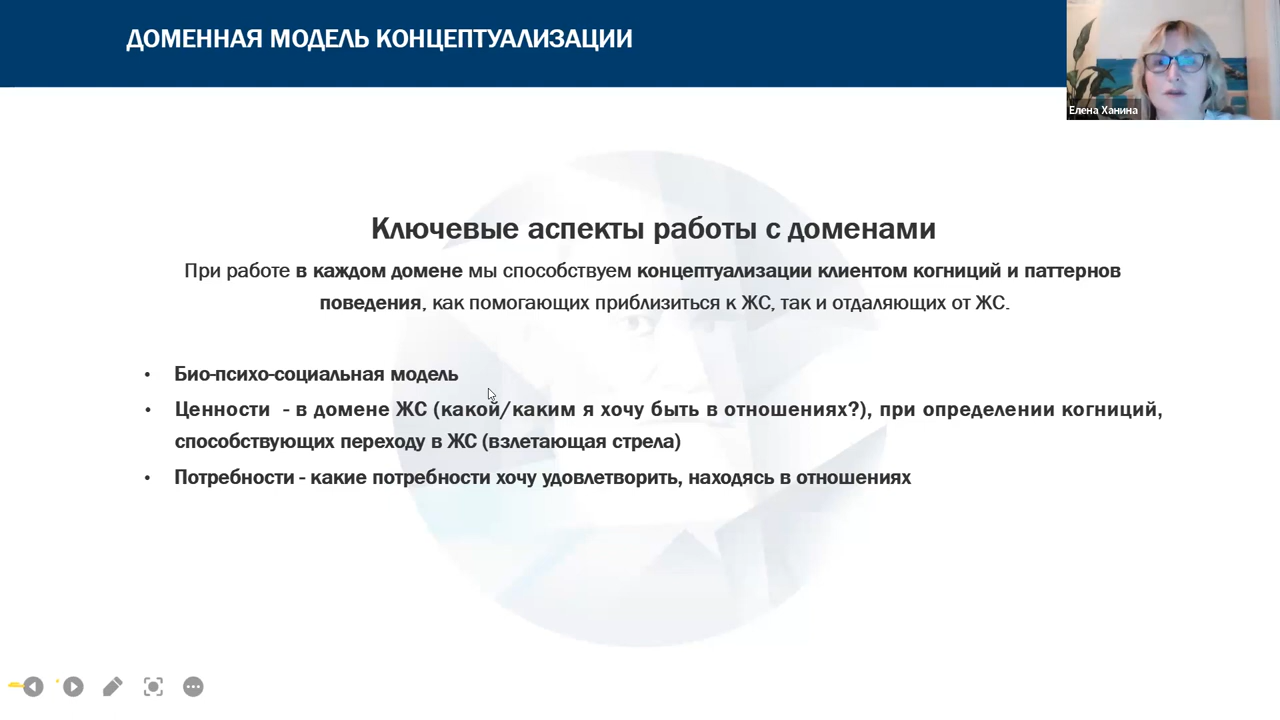 ДОМЕННАЯ МОДЕЛЬ КОНЦЕПТУАЛИЗАЦИИ
Елена Ханина
Ключевые аспекты работы с доменами
При работе в каждом домене мы способствуем концептуализации клиентом когниций и паттернов
поведения, как помогающих приблизиться к ЖС, так и отдаляющих от ЖС.
• Био-психо-социальная модель
• Ценности - в домене ЖС (какой/каким я хочу быть в отношениях?), при определении когниций,
способствующих переходу в ЖС (взлетающая стрела)
• Потребности - какие потребности хочу удовлетворить, находясь в отношениях